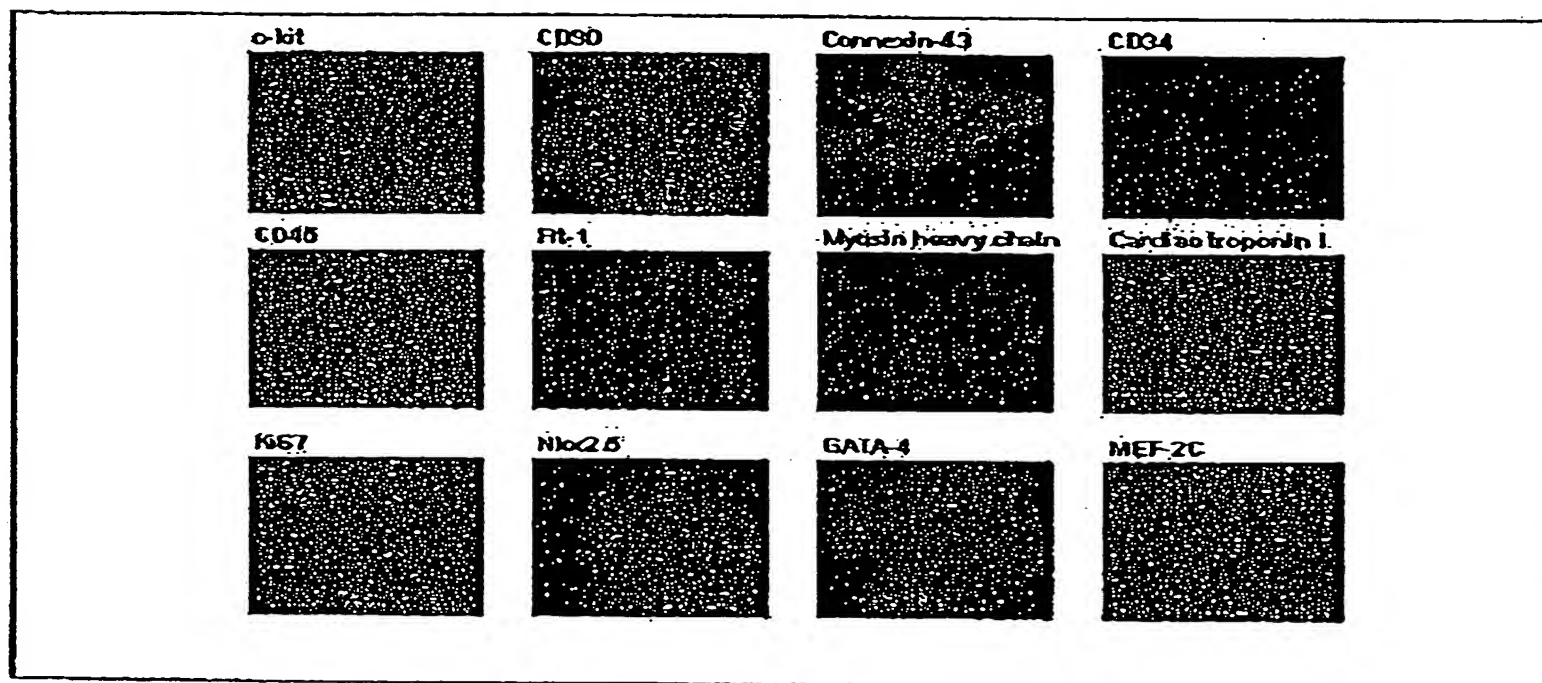 c-kit CD90 Connexin-43 CD34
CD45 Flt-1 Myosin heavy chain Cardiac troponin I
Ki67 Nkx2.5 GATA-4 MEF-2C